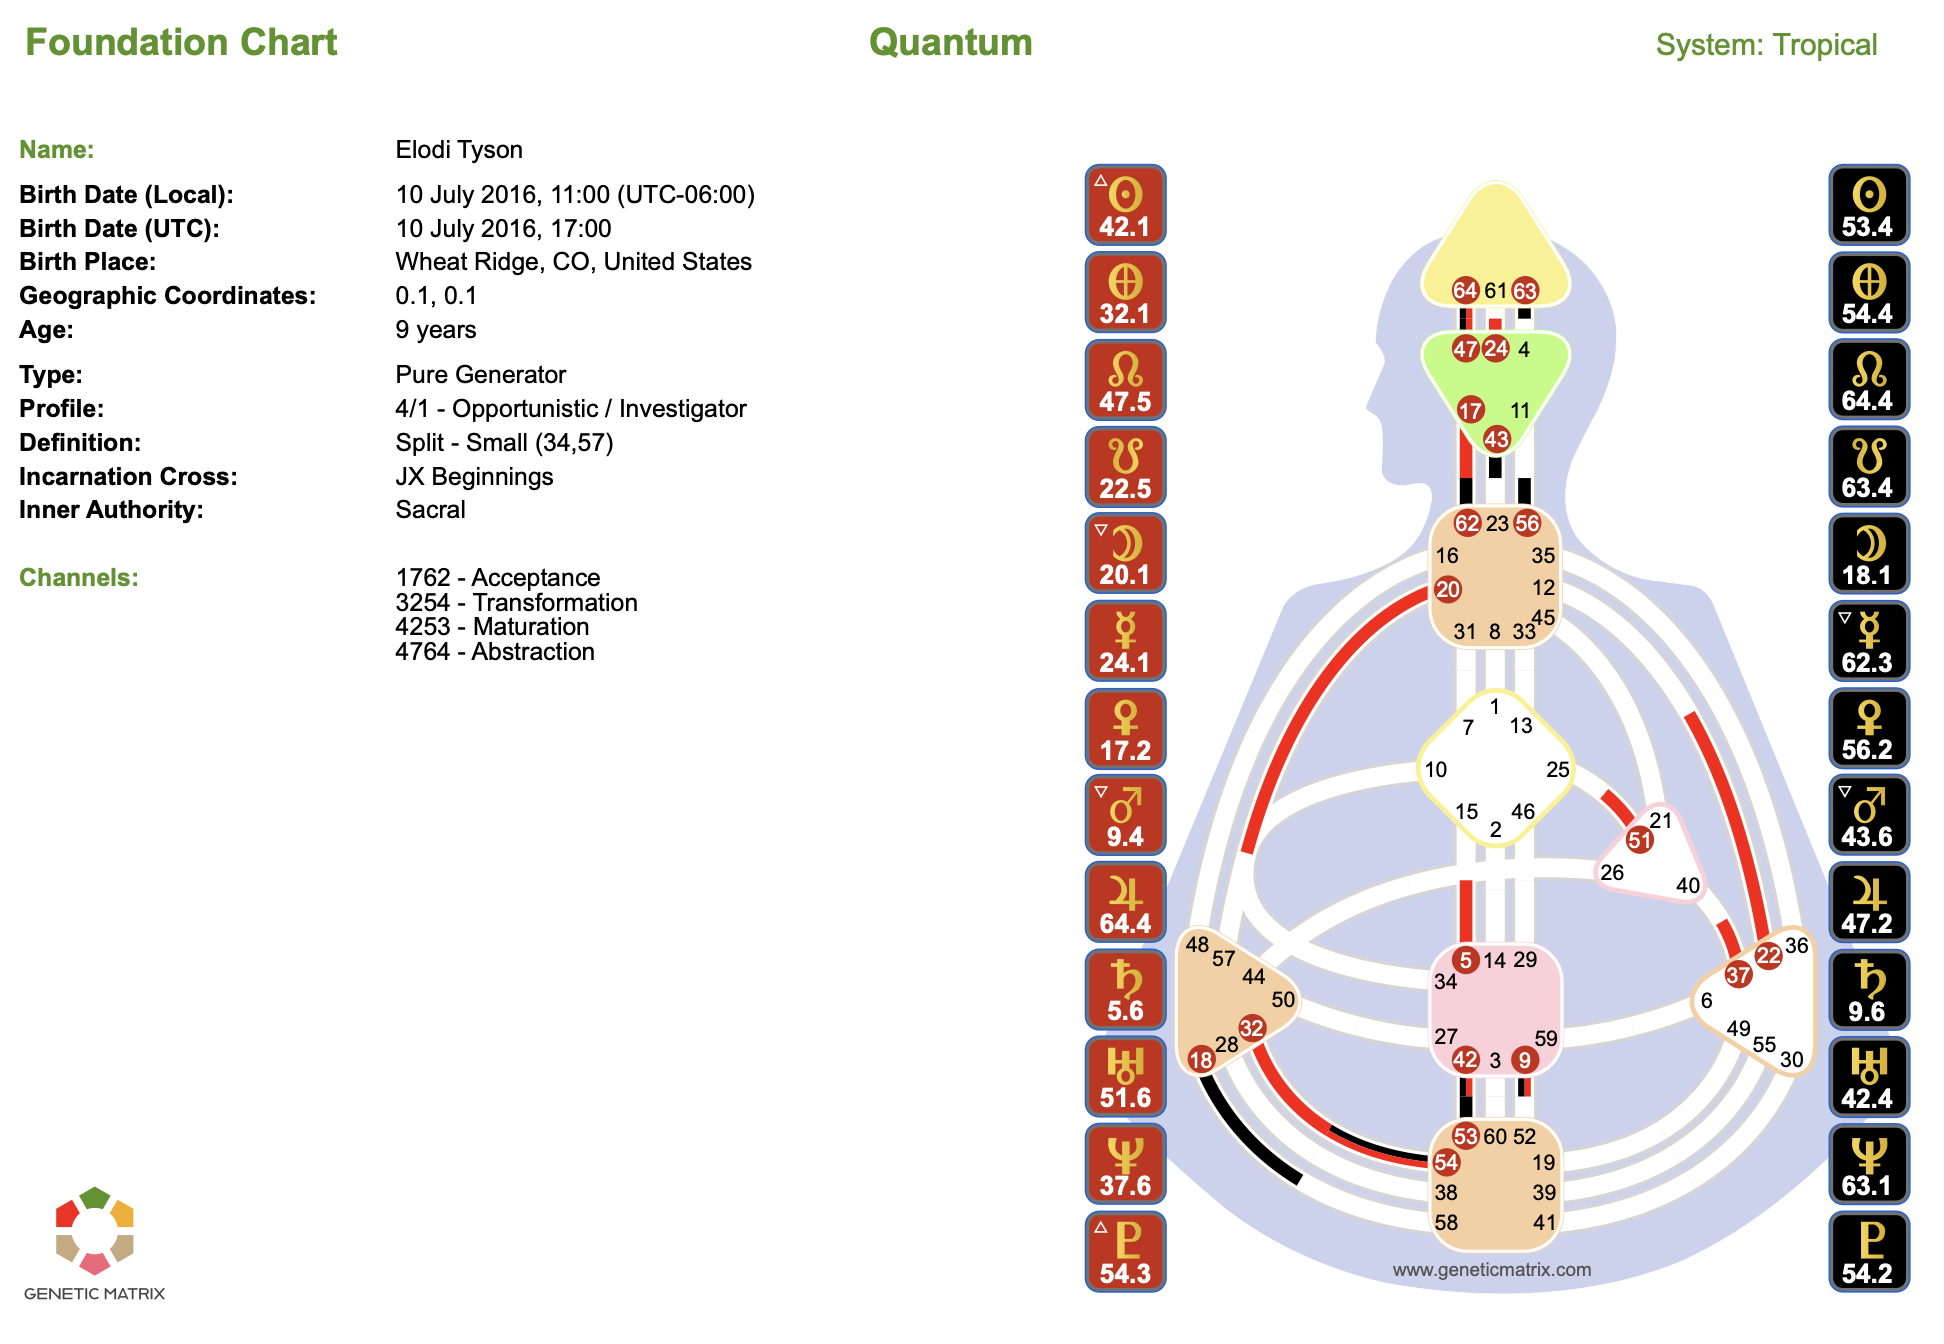 Foundation Chart
Quantum
System: Tropical
Name: Elodi Tyson
Birth Date (Local): 10 July 2016, 11:00 (UTC-06:00)
Birth Date (UTC): 10 July 2016, 17:00
Birth Place: Wheat Ridge, CO, United States
Geographic Coordinates: 0.1, 0.1
Age: 9 years
Type: Pure Generator
Profile: 4/1 - Opportunistic / Investigator
Definition: Split - Small (34,57)
Incarnation Cross: JX Beginnings
Inner Authority: Sacral
Channels: 1762 - Acceptance
3254 - Transformation
4253 - Maturation
4764 - Abstraction
GENETIC MATRIX
42.1
32.1
47.5
22.5
20.1
24.1
17.2
9.4
64.4
5.6
51.6
37.6
54.3
64 61 63
47 24 4
17 11
43
62 23 56
16 35
20 12
45
31 8 33
1
7 13
10 25
15 46
2
21
51
26 40
48 57 44 50
32
28
18
5 14 29
34
27 59
42 3 9
36
22
37
6
49
55
30
53 60 52
54 19
38 39
58 41
www.geneticmatrix.com
53.4
54.4
64.4
63.4
18.1
62.3
56.2
43.6
47.2
9.6
42.4
63.1
54.2